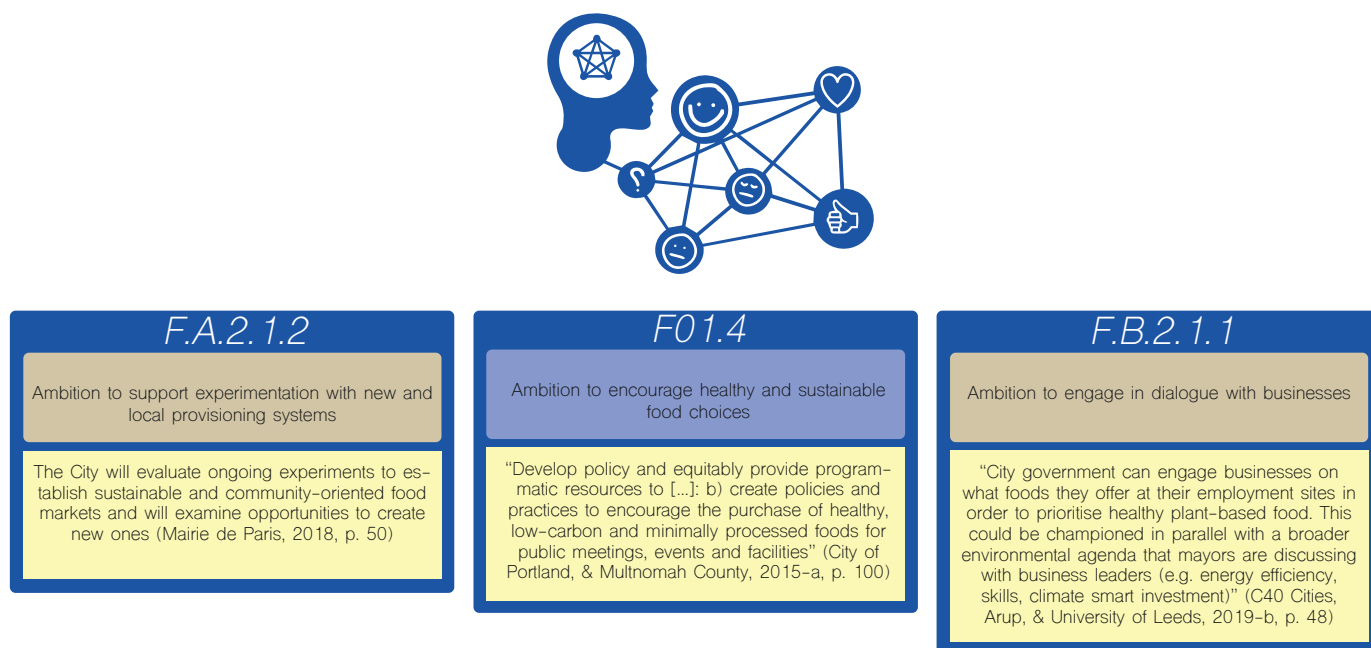 F.A.2.1.2
Ambition to support experimentation with new and
local provisioning systems
The City will evaluate ongoing experiments to es-
tablish sustainable and community-oriented food
markets and will examine opportunities to create
new ones (Mairie de Paris, 2018, p. 50)
F01.4
Ambition to encourage healthy and sustainable
food choices
“Develop policy and equitably provide program-
matic resources to [...]: b) create policies and
practices to encourage the purchase of healthy,
low-carbon and minimally processed foods for
public meetings, events and facilities” (City of
Portland, & Multnomah County, 2015-a, p. 100)
F.B.2.1.1
Ambition to engage in dialogue with businesses
“City government can engage businesses on
what foods they offer at their employment sites in
order to prioritise healthy plant-based food. This
could be championed in parallel with a broader
environmental agenda that mayors are discussing
with business leaders (e.g. energy efficiency,
skills, climate smart investment)” (C40 Cities,
Arup, & University of Leeds, 2019-b, p. 48)